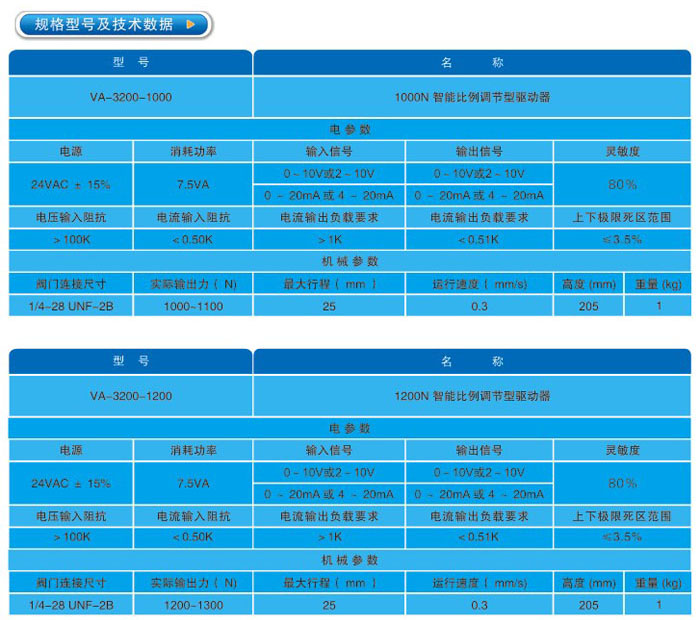 规格型号及技术数据
型 号 名 称
VA-3200-1000 1000N 智能比例调节型驱动器
电参数
电源 消耗功率 输入信号 输出信号 灵敏度
24VAC ± 15% 7.5VA 0~10V或2~10V 0~10V或2~10V 80%
0 ~ 20mA 或 4 ~ 20mA 0 ~ 20mA 或 4 ~ 20mA
电压输入阻抗 电流输入阻抗 电流输出负载要求 电流输出负载要求 上下极限死区范围
>100K <0.50K >1K <0.51K ≤3.5%
机械参数
阀门连接尺寸 实际输出力（N) 最大行程（ mm ） 运行速度（ mm/s) 高度 (mm) 重量 (kg)
1/4-28 UNF-2B 1000~1100 25 0.3 205 1
型 号 名 称
VA-3200-1200 1200N 智能比例调节型驱动器
电参数
电源 消耗功率 输入信号 输出信号 灵敏度
24VAC ± 15% 7.5VA 0~10V或2~10V 0~10V或2~10V 80%
0 ~ 20mA 或 4 ~ 20mA 0 ~ 20mA 或 4 ~ 20mA
电压输入阻抗 电流输入阻抗 电流输出负载要求 电流输出负载要求 上下极限死区范围
>100K <0.50K >1K <0.51K ≤3.5%
机械参数
阀门连接尺寸 实际输出力（N) 最大行程（ mm ） 运行速度（ mm/s) 高度 (mm) 重量 (kg)
1/4-28 UNF-2B 1200~1300 25 0.3 205 1